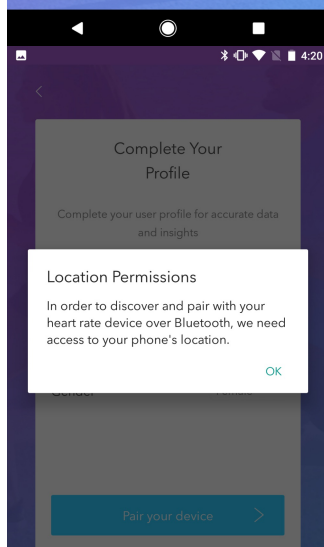 4:20
Complete Your
Profile
Complete your user profile for accurate data
and insights
Location Permissions
In order to discover and pair with your
heart rate device over Bluetooth, we need
access to your phone's location.
OK
Gender
Pair your device